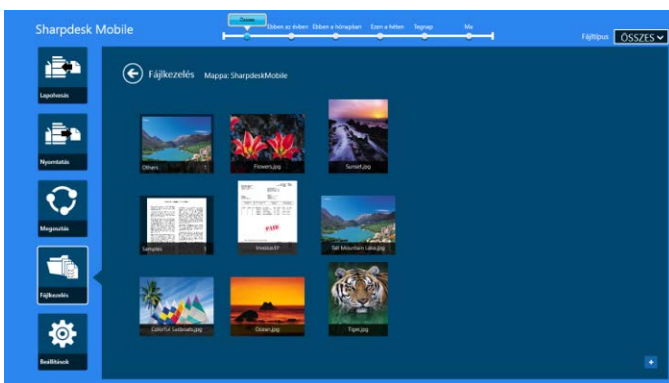 Sharpdesk Mobile
Összes
Ebben az évben
Ebben a hónapban
Ezen a héten
Tegnap
Ma
Fájltípus
ÖSSZES
Lapolvasás
Nyomtatás
Megosztás
Fájlkezelés
Beállítások
Fájlkezelés
Mappa: SharpdeskMobile
Others
Flowers.jpg
Sunset.jpg
Samples
PAID
Tall Mountain Lake.jpg
Colorful Sailboats.jpg
Ocean.jpg
Tiger.jpg